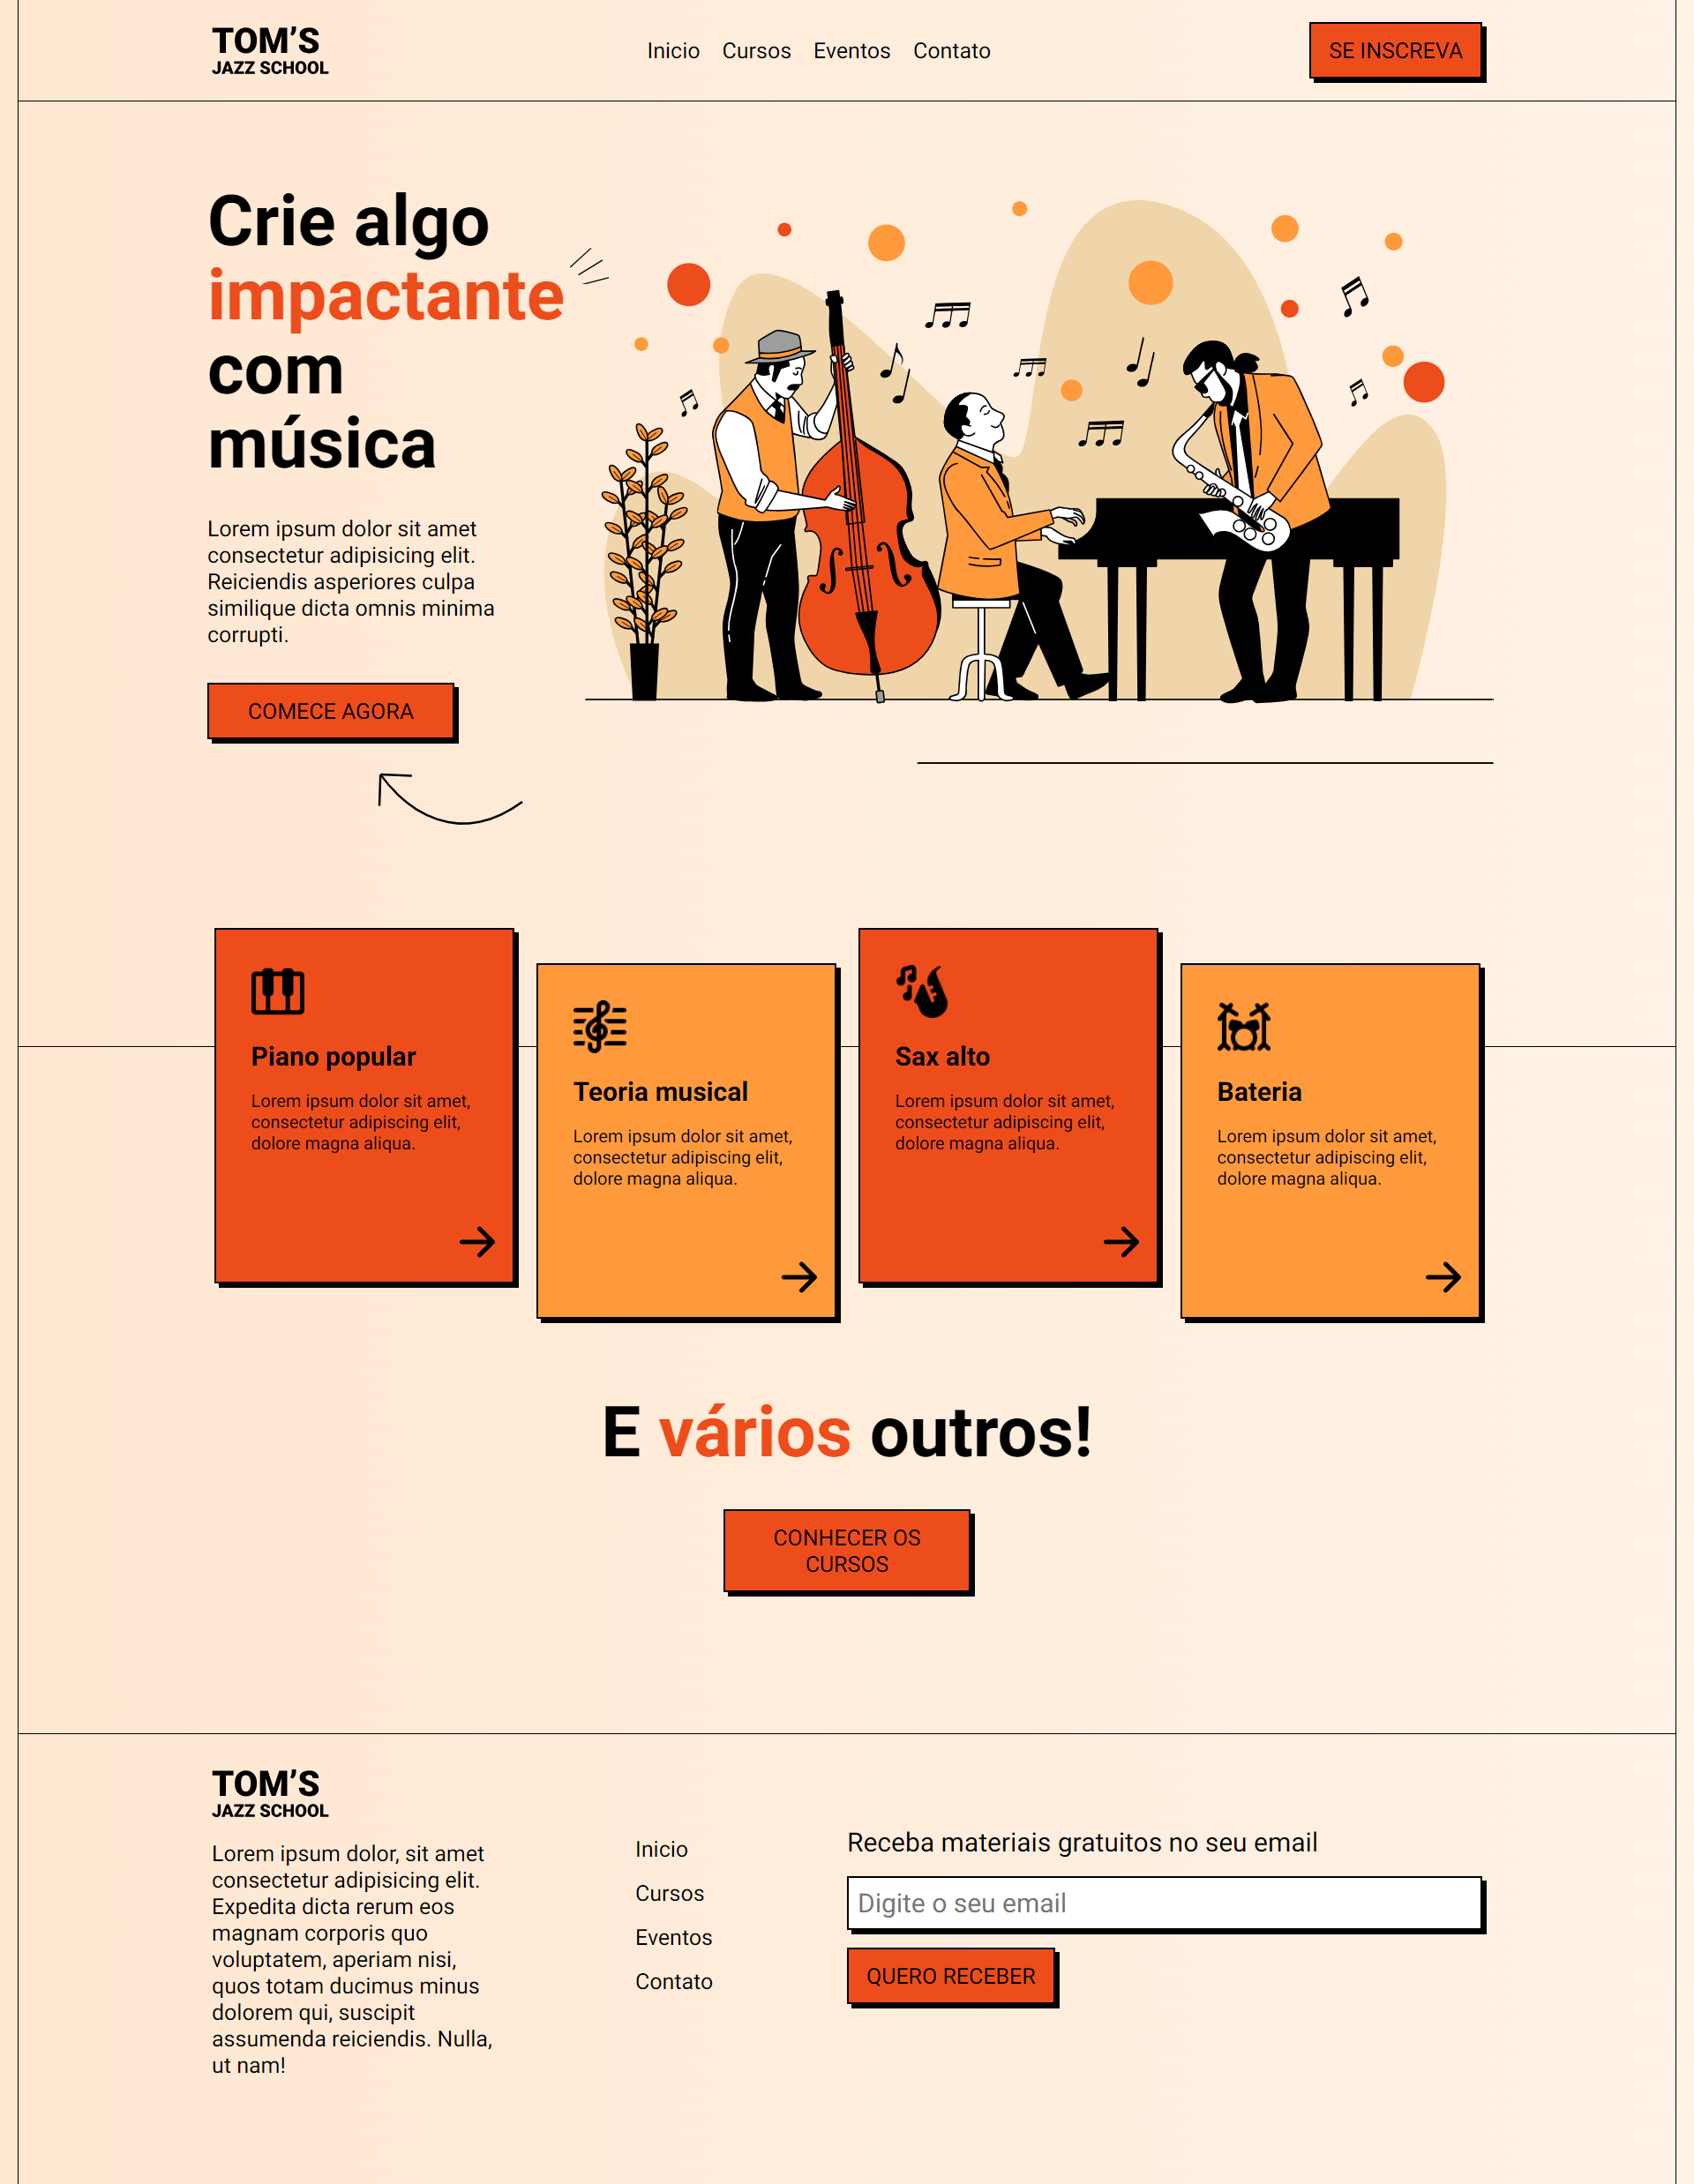 TOM’S
JAZZ SCHOOL
Inicio Cursos Eventos Contato
SE INSCREVA
Crie algo
impactante
com
música
Lorem ipsum dolor sit amet
consectetur adipisicing elit.
Reiciendis asperiores culpa
similique dicta omnis minima
corrupti.
COMECE AGORA
Piano popular
Lorem ipsum dolor sit amet,
consectetur adipiscing elit,
dolore magna aliqua.
Teoria musical
Lorem ipsum dolor sit amet,
consectetur adipiscing elit,
dolore magna aliqua.
Sax alto
Lorem ipsum dolor sit amet,
consectetur adipiscing elit,
dolore magna aliqua.
Bateria
Lorem ipsum dolor sit amet,
consectetur adipiscing elit,
dolore magna aliqua.
E vários outros!
CONHECER OS
CURSOS
TOM’S
JAZZ SCHOOL
Lorem ipsum dolor, sit amet
consectetur adipisicing elit.
Expedita dicta rerum eos
magnam corporis quo
voluptatem, aperiam nisi,
quos totam ducimus minus
dolorem qui, suscipit
assumenda reiciendis. Nulla,
ut nam!
Inicio
Cursos
Eventos
Contato
Receba materiais gratuitos no seu email
Digite o seu email
QUERO RECEBER